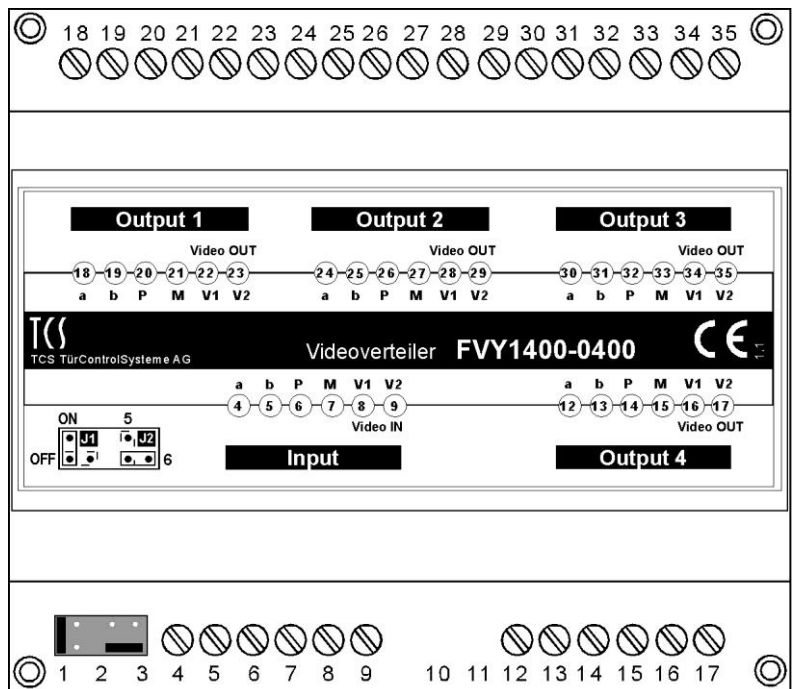 18 19 20 21 22 23 24 25 26 27 28 29 30 31 32 33 34 35
Output 1 Output 2 Output 3
Video OUT Video OUT Video OUT
18 19 20 21 22 23 24 25 26 27 28 29 30 31 32 33 34 35
a b P M V1 V2 a b P M V1 V2 a b P M V1 V2
TCS
TCS TürControlSysteme AG
Videoverteiler FVY1400-0400
CE
1.1
a b P M V1 V2 a b P M V1 V2
4 5 6 7 8 9 12 13 14 15 16 17
Video IN Video OUT
ON 5
J1 J2
OFF 6
Input Output 4
1 2 3 4 5 6 7 8 9 10 11 12 13 14 15 16 17